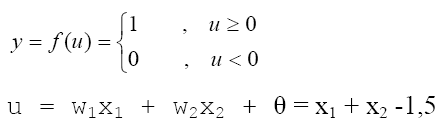 y = f(u) = { 1 , u ≥ 0
0 , u < 0
u = w₁x₁ + w₂x₂ + θ = x₁ + x₂ -1,5